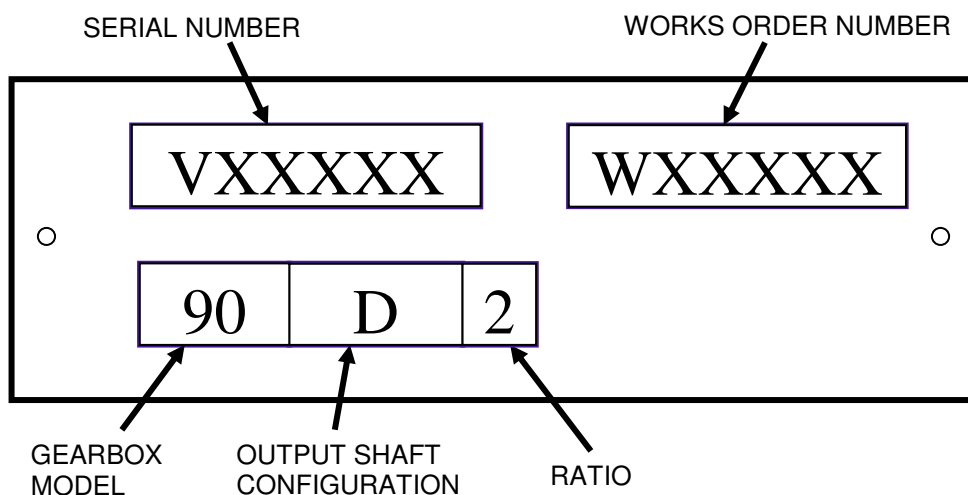 SERIAL NUMBER
WORKS ORDER NUMBER
VXXXXX
WXXXXX
90 D 2
GEARBOX
MODEL
OUTPUT SHAFT
CONFIGURATION
RATIO